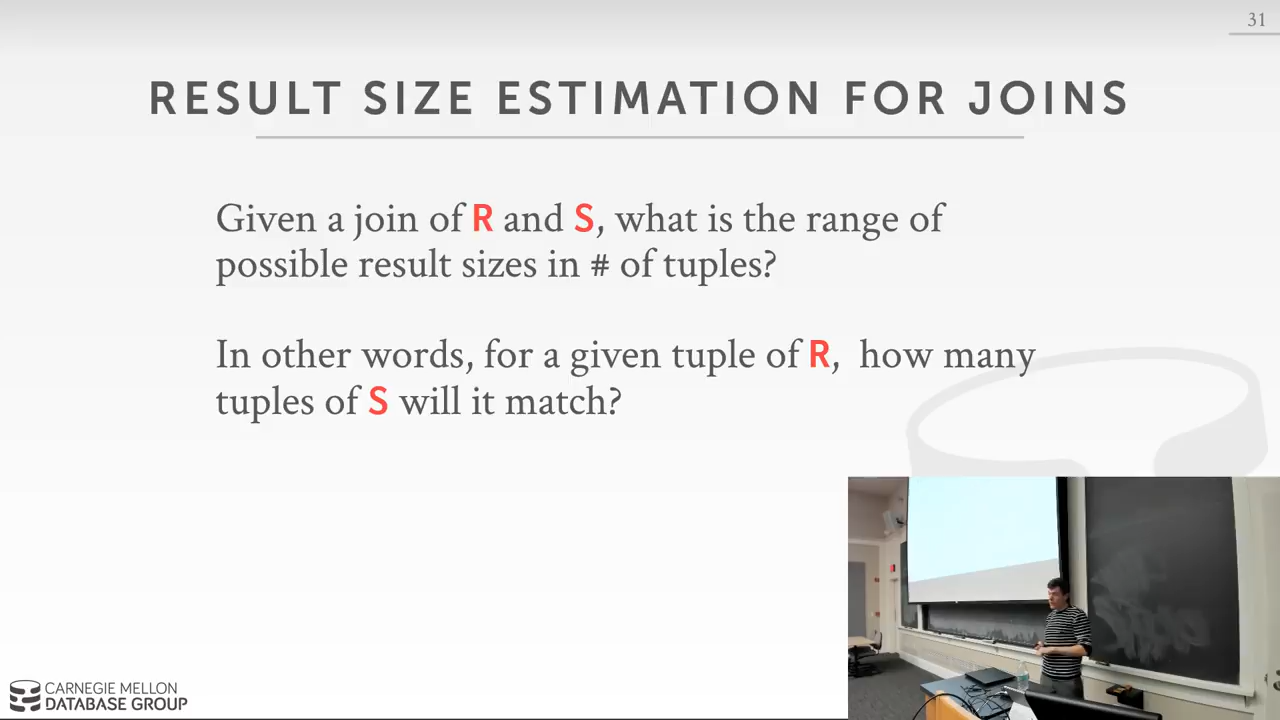 31
RESULT SIZE ESTIMATION FOR JOINS
Given a join of R and S, what is the range of
possible result sizes in # of tuples?
In other words, for a given tuple of R, how many
tuples of S will it match?
CARNEGIE MELLON
DATABASE GROUP